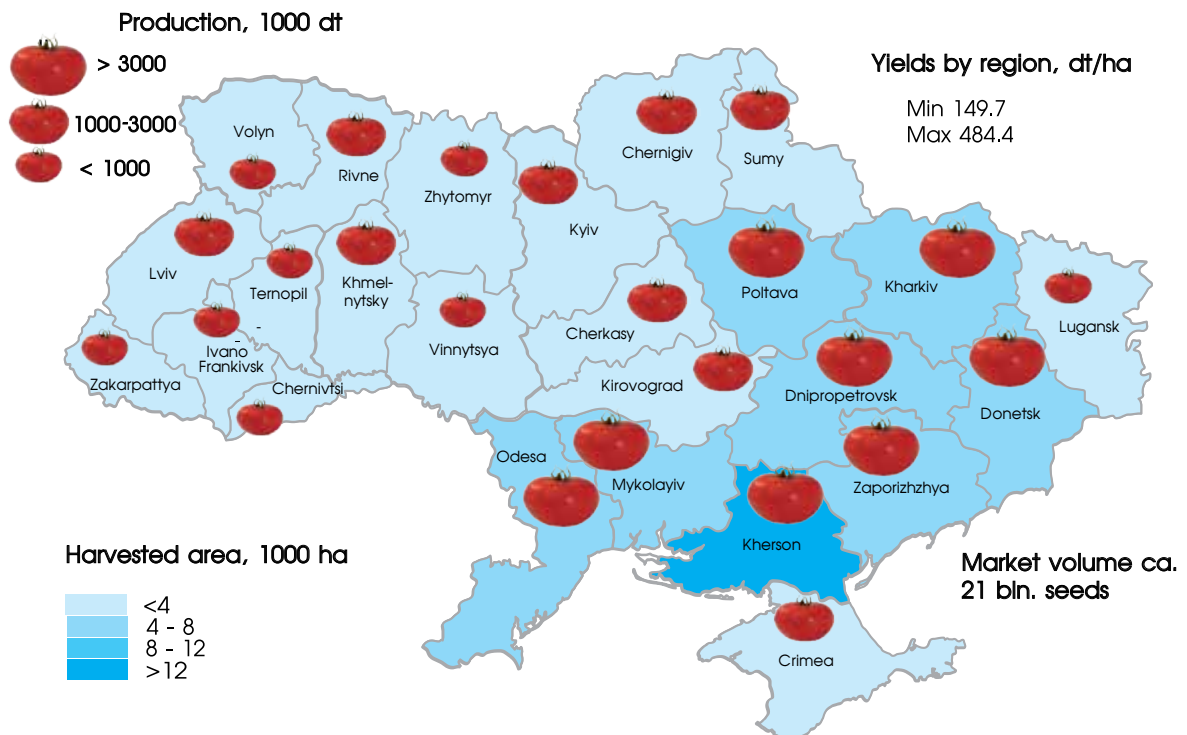 Production, 1000 dt
> 3000
1000-3000
< 1000
Yields by region, dt/ha
Min 149.7
Max 484.4
Volyn
Rivne
Zhytomyr
Chernigiv
Sumy
Kyiv
Lviv
Ternopil
Khmel-
nytsky
Vinnytsya
Cherkasy
Poltava
Kharkiv
Lugansk
Zakarpattya
Ivano
Frankivsk
Chernivtsi
Kirovograd
Dnipropetrovsk
Donetsk
Odesa
Mykolayiv
Zaporizhzhya
Kherson
Crimea
Harvested area, 1000 ha
<4
4 - 8
8 - 12
>12
Market volume ca.
21 bln. seeds